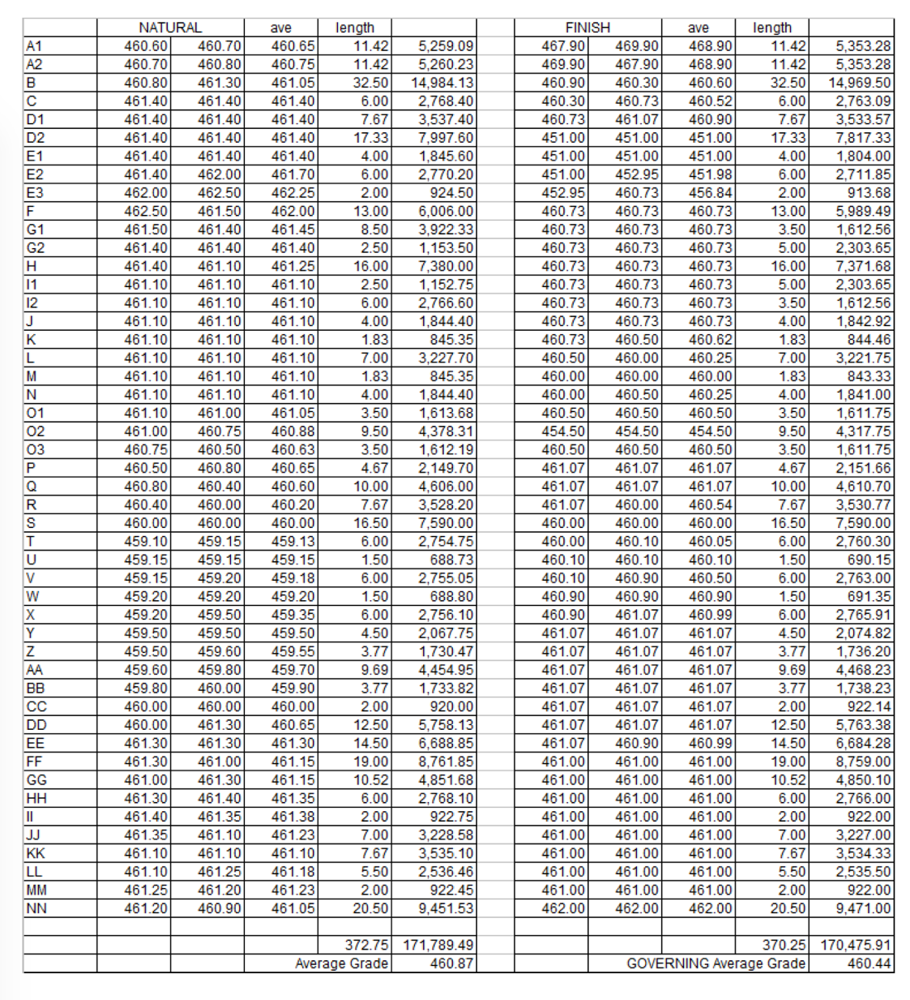 NATURAL ave length FINISH ave length
A1 460.60 460.70 460.65 11.42 5,259.09 467.90 469.90 468.90 11.42 5,353.28
A2 460.70 460.80 460.75 11.42 5,260.23 469.90 467.90 468.90 11.42 5,353.28
B 460.80 461.30 461.05 32.50 14,984.13 460.90 460.30 460.60 32.50 14,969.50
C 461.40 461.40 461.40 6.00 2,768.40 460.30 460.73 460.52 6.00 2,763.09
D1 461.40 461.40 461.40 7.67 3,537.40 460.73 461.07 460.90 7.67 3,533.57
D2 461.40 461.40 461.40 17.33 7,997.60 451.00 451.00 451.00 17.33 7,817.33
E1 461.40 461.40 461.40 4.00 1,845.60 451.00 451.00 451.00 4.00 1,804.00
E2 461.40 462.00 461.70 6.00 2,770.20 451.00 452.95 451.98 6.00 2,711.85
E3 462.00 462.50 462.25 2.00 924.50 452.95 460.73 456.84 2.00 913.68
F 462.50 461.50 462.00 13.00 6,006.00 460.73 460.73 460.73 13.00 5,989.49
G1 461.50 461.40 461.45 8.50 3,922.33 460.73 460.73 460.73 3.50 1,612.56
G2 461.40 461.40 461.40 2.50 1,153.50 460.73 460.73 460.73 5.00 2,303.65
H 461.40 461.10 461.25 16.00 7,380.00 460.73 460.73 460.73 16.00 7,371.68
I1 461.10 461.10 461.10 2.50 1,152.75 460.73 460.73 460.73 5.00 2,303.65
I2 461.10 461.10 461.10 6.00 2,766.60 460.73 460.73 460.73 3.50 1,612.56
J 461.10 461.10 461.10 4.00 1,844.40 460.73 460.73 460.73 4.00 1,842.92
K 461.10 461.10 461.10 1.83 845.35 460.73 460.50 460.62 1.83 844.46
L 461.10 461.10 461.10 7.00 3,227.70 460.50 460.00 460.25 7.00 3,221.75
M 461.10 461.10 461.10 1.83 845.35 460.00 460.00 460.00 1.83 843.33
N 461.10 461.10 461.10 4.00 1,844.40 460.00 460.50 460.25 4.00 1,841.00
O1 461.10 461.00 461.05 3.50 1,613.68 460.50 460.50 460.50 3.50 1,611.75
O2 461.00 460.75 460.88 9.50 4,378.31 454.50 454.50 454.50 9.50 4,317.75
O3 460.75 460.50 460.63 3.50 1,612.19 460.50 460.50 460.50 3.50 1,611.75
P 460.50 460.80 460.65 4.67 2,149.70 461.07 461.07 461.07 4.67 2,151.66
Q 460.80 460.40 460.60 10.00 4,606.00 461.07 461.07 461.07 10.00 4,610.70
R 460.40 460.00 460.20 7.67 3,528.20 461.07 460.00 460.54 7.67 3,530.77
S 460.00 460.00 460.00 16.50 7,590.00 460.00 460.00 460.00 16.50 7,590.00
T 459.10 459.15 459.13 6.00 2,754.75 460.00 460.10 460.05 6.00 2,760.30
U 459.15 459.15 459.15 1.50 688.73 460.10 460.10 460.10 1.50 690.15
V 459.15 459.20 459.18 6.00 2,755.05 460.10 460.90 460.50 6.00 2,763.00
W 459.20 459.20 459.20 1.50 688.80 460.90 460.90 460.90 1.50 691.35
X 459.20 459.50 459.35 6.00 2,756.10 460.90 461.07 460.99 6.00 2,765.91
Y 459.50 459.50 459.50 4.50 2,067.75 461.07 461.07 461.07 4.50 2,074.82
Z 459.50 459.60 459.55 3.77 1,730.47 461.07 461.07 461.07 3.77 1,736.20
AA 459.60 459.80 459.70 9.69 4,454.95 461.07 461.07 461.07 9.69 4,468.23
BB 459.80 460.00 459.90 3.77 1,733.82 461.07 461.07 461.07 3.77 1,738.23
CC 460.00 460.00 460.00 2.00 920.00 461.07 461.07 461.07 2.00 922.14
DD 460.00 461.30 460.65 12.50 5,758.13 461.07 461.07 461.07 12.50 5,763.38
EE 461.30 461.30 461.30 14.50 6,688.85 461.07 460.90 460.99 14.50 6,684.28
FF 461.30 461.00 461.15 19.00 8,761.85 461.00 461.00 461.00 19.00 8,759.00
GG 461.00 461.30 461.15 10.52 4,851.68 461.00 461.00 461.00 10.52 4,850.10
HH 461.30 461.40 461.35 6.00 2,768.10 461.00 461.00 461.00 6.00 2,766.00
II 461.40 461.35 461.38 2.00 922.75 461.00 461.00 461.00 2.00 922.00
JJ 461.35 461.10 461.23 7.00 3,228.58 461.00 461.00 461.00 7.00 3,227.00
KK 461.10 461.10 461.10 7.67 3,535.10 461.00 461.00 461.00 7.67 3,534.33
LL 461.10 461.25 461.18 5.50 2,536.46 461.00 461.00 461.00 5.50 2,535.50
MM 461.25 461.20 461.23 2.00 922.45 461.00 461.00 461.00 2.00 922.00
NN 461.20 460.90 461.05 20.50 9,451.53 462.00 462.00 462.00 20.50 9,471.00
372.75 171,789.49 370.25 170,475.91
Average Grade 460.87 GOVERNING Average Grade 460.44